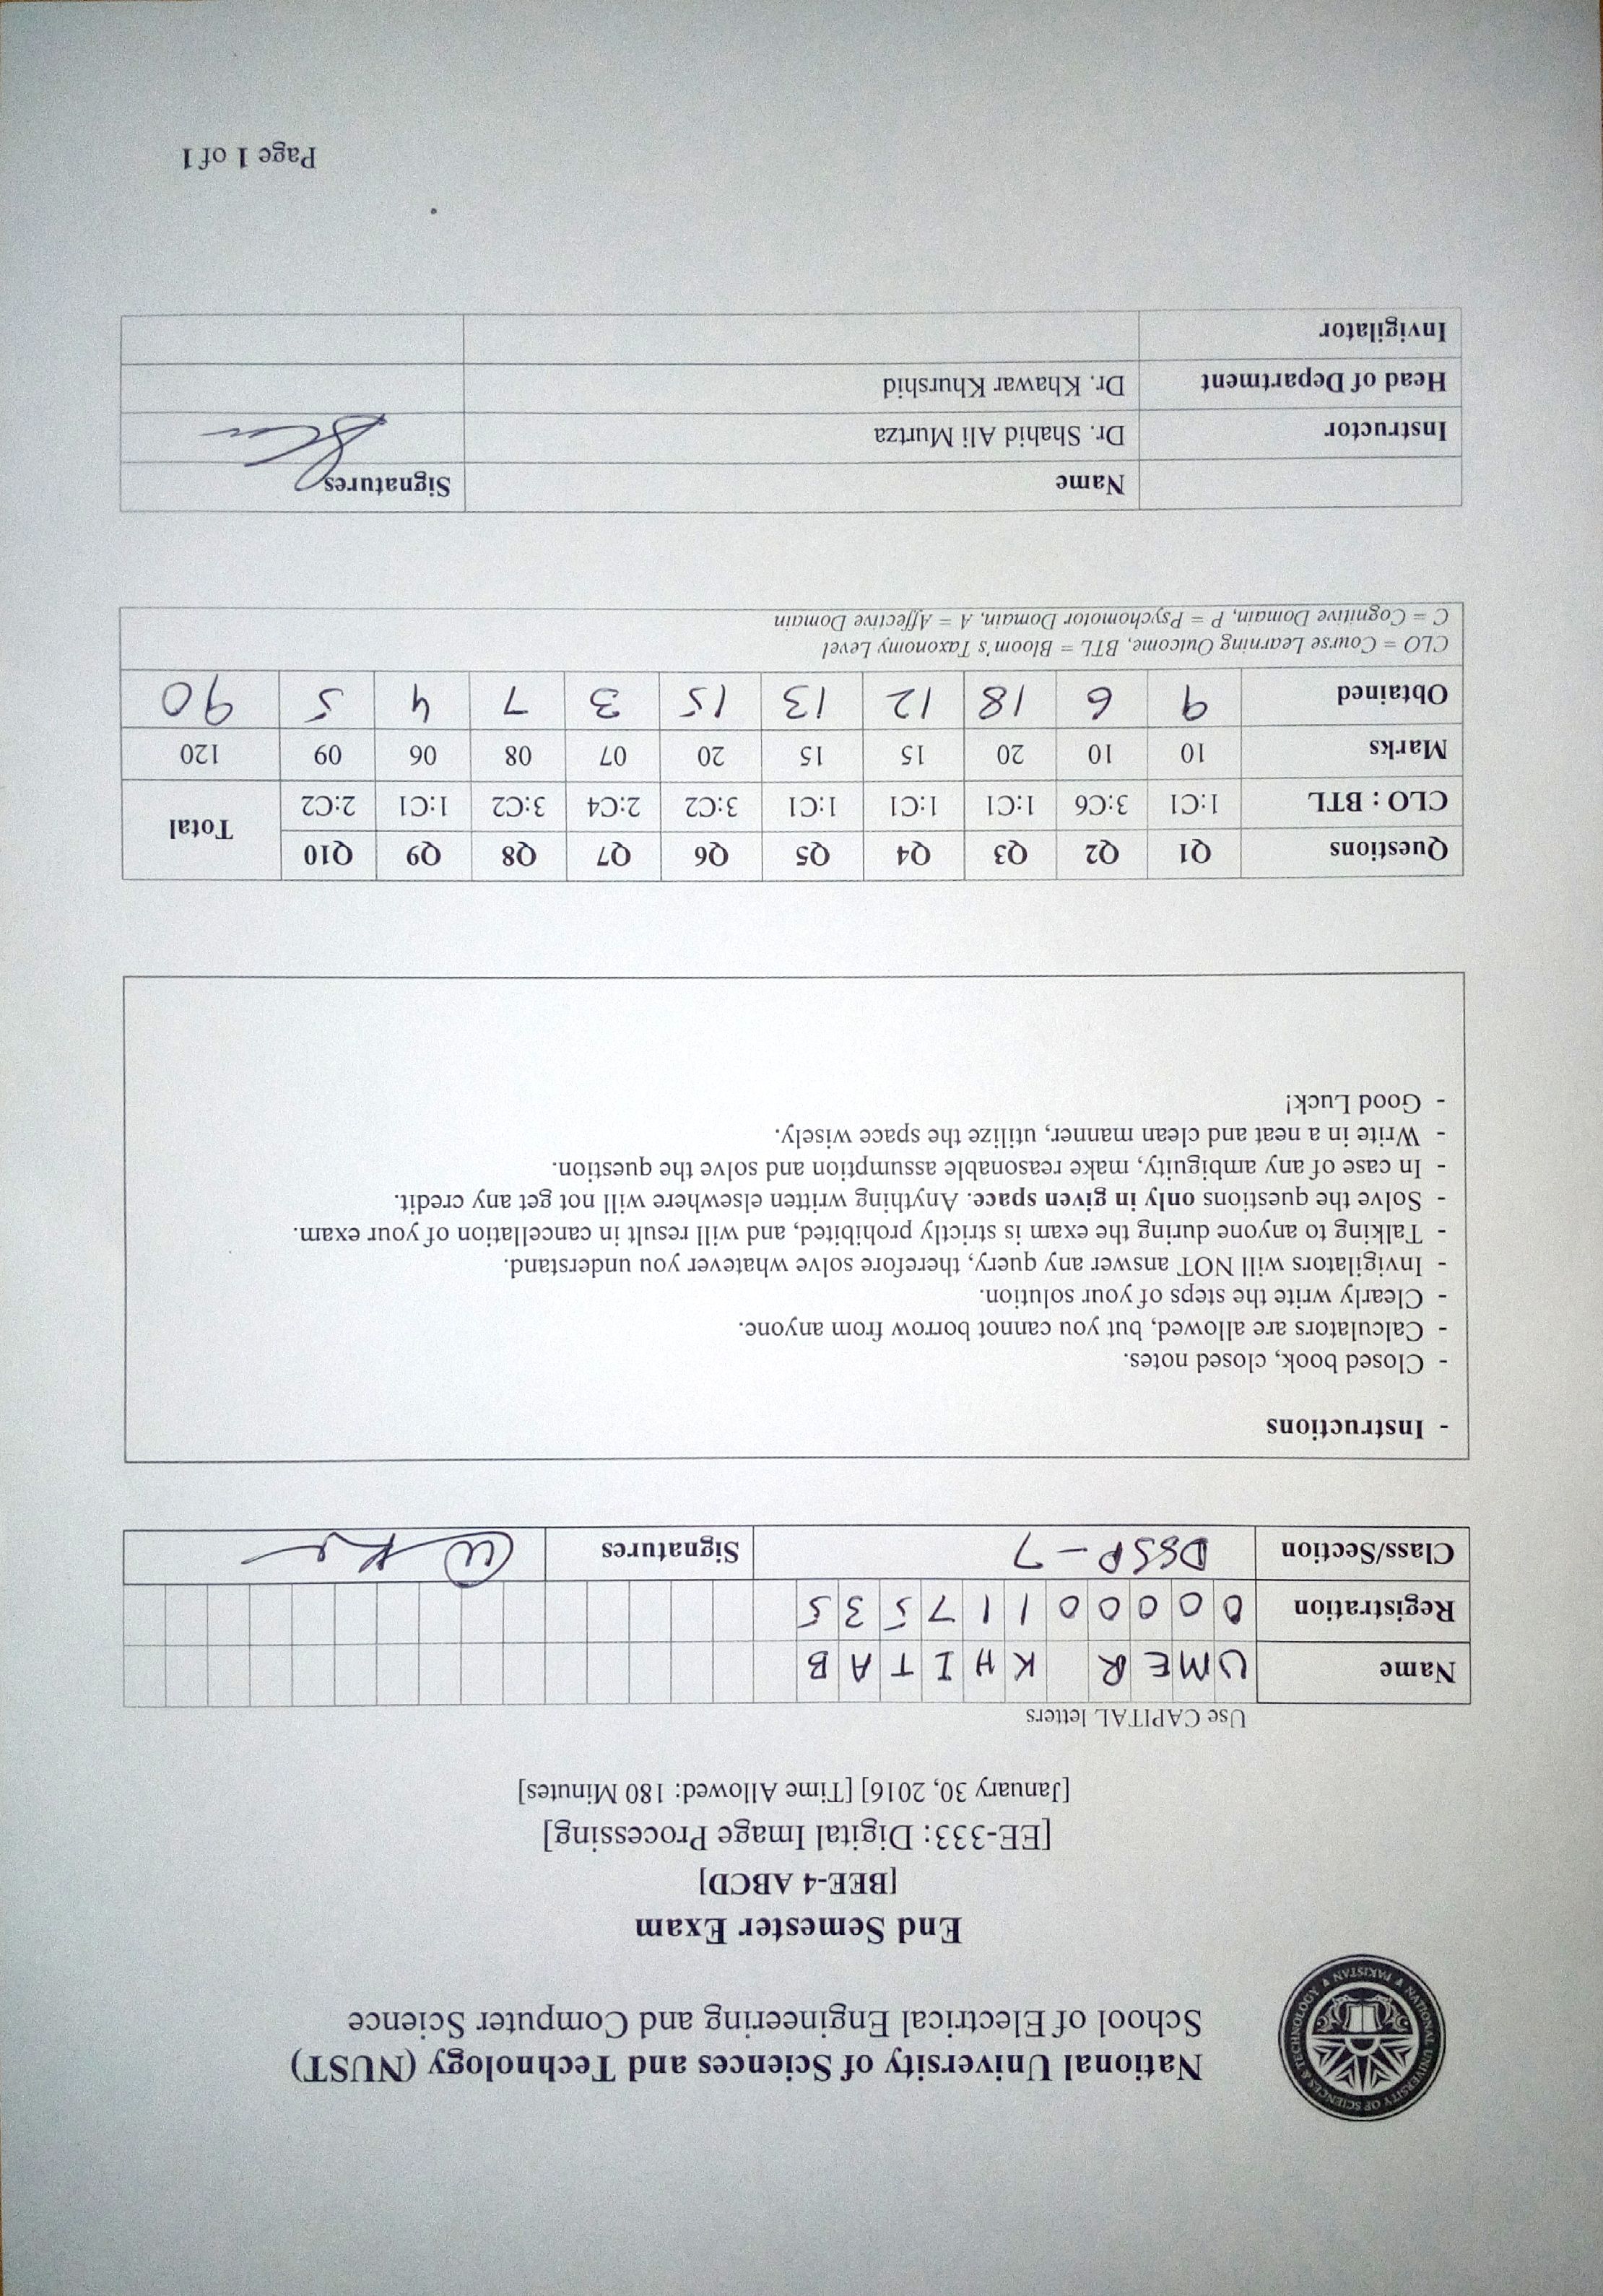 National University of Sciences and Technology (NUST)
School of Electrical Engineering and Computer Science
NATIONAL UNIVERSITY OF SCIENCES & TECHNOLOGY ★ PAKISTAN ★
End Semester Exam
[BEE-4 ABCD]
[EE-333: Digital Image Processing]
[January 30, 2016] [Time Allowed: 180 Minutes]
Use CAPITAL letters
Name UMER KHITAB
Registration 00000117535
Class/Section DSSP-7 Signatures
- Instructions
- Closed book, closed notes.
- Calculators are allowed, but you cannot borrow from anyone.
- Clearly write the steps of your solution.
- Invigilators will NOT answer any query, therefore solve whatever you understand.
- Talking to anyone during the exam is strictly prohibited, and will result in cancellation of your exam.
- Solve the questions only in given space. Anything written elsewhere will not get any credit.
- In case of any ambiguity, make reasonable assumption and solve the question.
- Write in a neat and clean manner, utilize the space wisely.
- Good Luck!
Questions Q1 Q2 Q3 Q4 Q5 Q6 Q7 Q8 Q9 Q10 Total
CLO : BTL 1:C1 3:C6 1:C1 1:C1 1:C1 3:C2 2:C4 3:C2 1:C1 2:C2
Marks 10 10 20 15 15 20 07 08 06 09 120
Obtained 9 6 18 12 13 15 3 7 4 5 90
CLO = Course Learning Outcome, BTL = Bloom's Taxonomy Level
C = Cognitive Domain, P = Psychomotor Domain, A = Affective Domain
Name Signatures
Instructor Dr. Shahid Ali Murtza
Head of Department Dr. Khawar Khurshid
Invigilator
Page 1 of 1